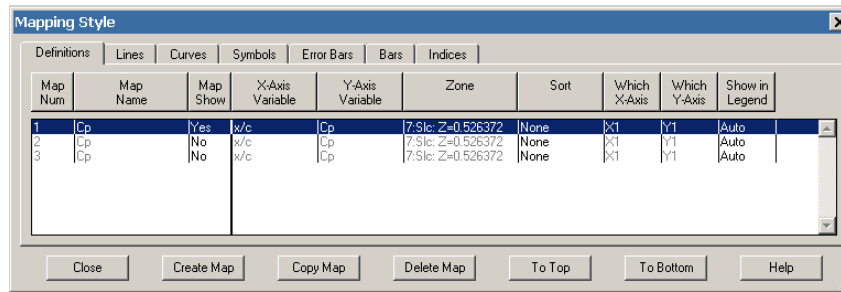 Mapping Style
Definitions Lines Curves Symbols Error Bars Bars Indices
Map Num Map Name Map Show X-Axis Variable Y-Axis Variable Zone Sort Which X-Axis Which Y-Axis Show in Legend
1 Cp Yes x/c Cp 7:Slc: Z=0.526372 None X1 Y1 Auto
2 Cp No x/c Cp 7:Slc: Z=0.526372 None X1 Y1 Auto
3 Cp No x/c Cp 7:Slc: Z=0.526372 None X1 Y1 Auto
Close Create Map Copy Map Delete Map To Top To Bottom Help